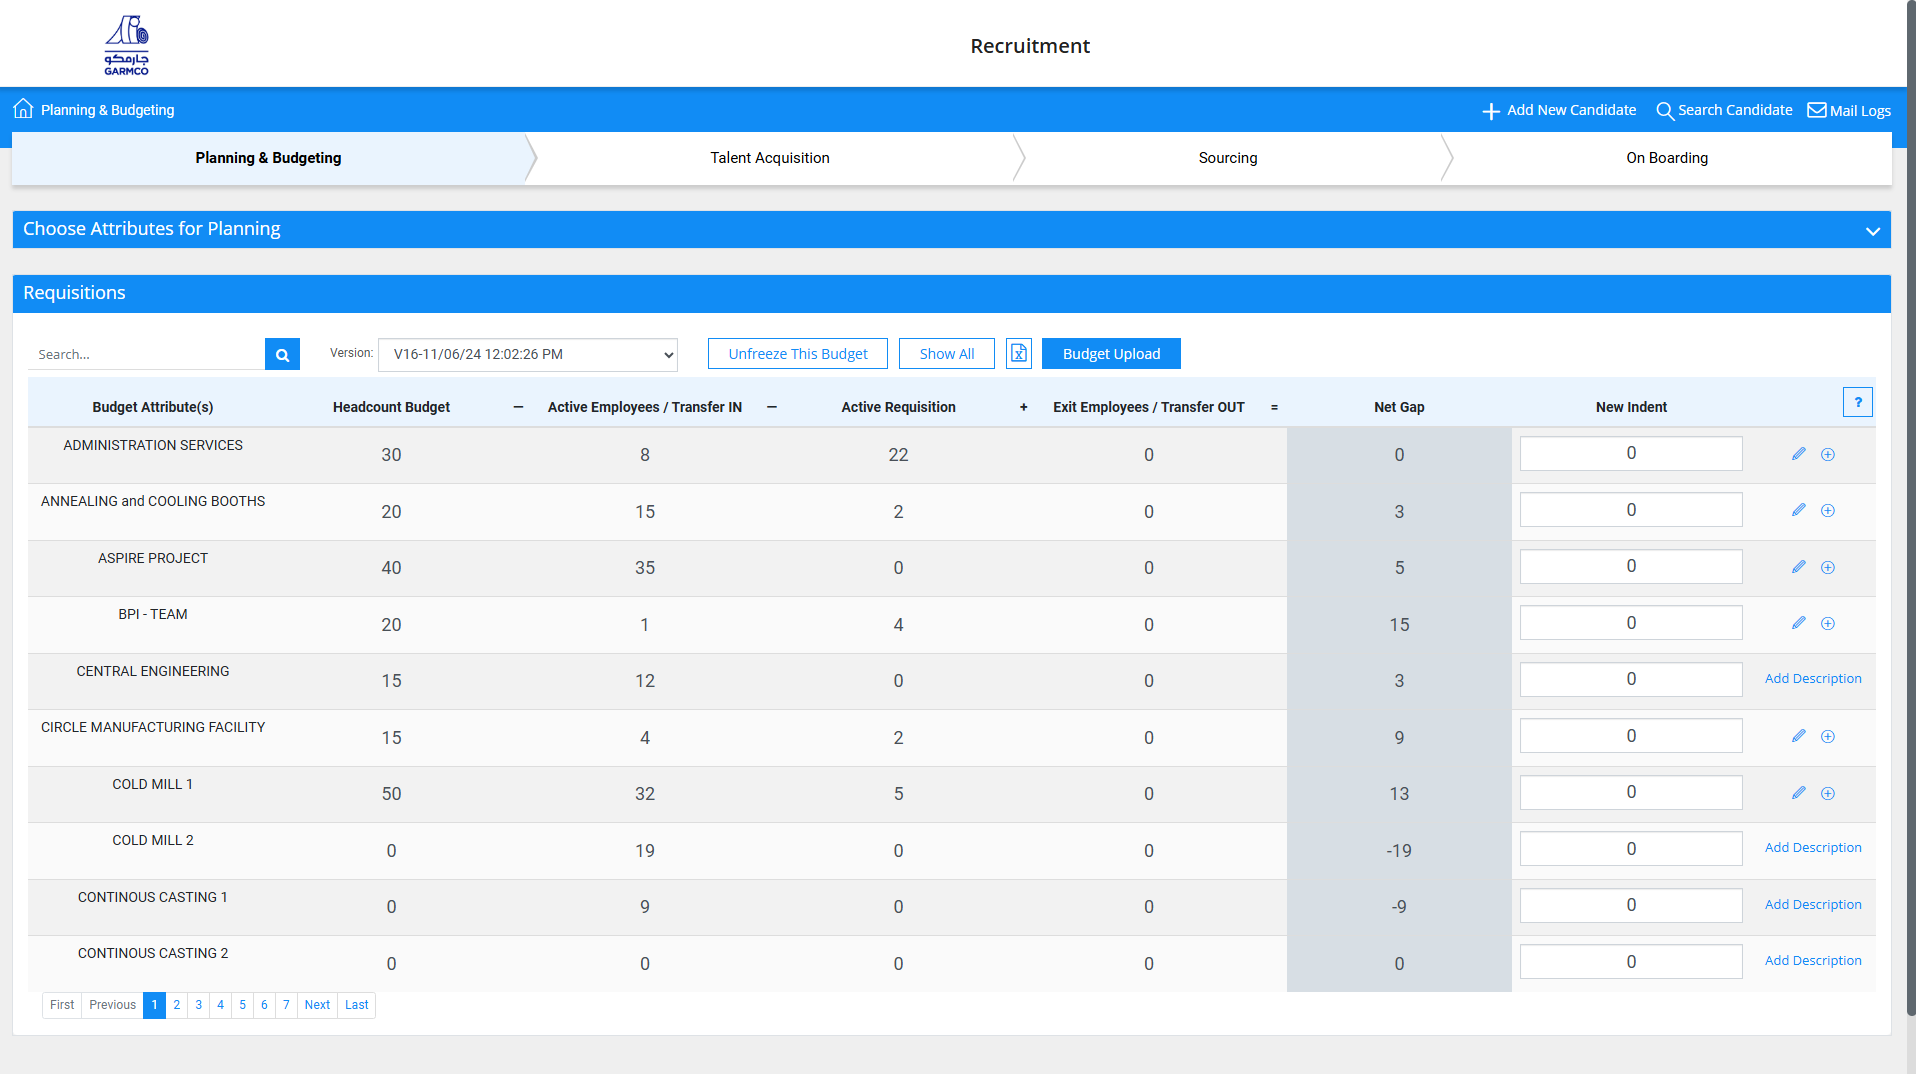 جارمكو
GARMCO
Recruitment
Planning & Budgeting
Add New Candidate
Search Candidate
Mail Logs
Planning & Budgeting
Talent Acquisition
Sourcing
On Boarding
Choose Attributes for Planning
Requisitions
Search...
Version:
V16-11/06/24 12:02:26 PM
Unfreeze This Budget
Show All
Budget Upload
Budget Attribute(s) Headcount Budget − Active Employees / Transfer IN − Active Requisition + Exit Employees / Transfer OUT = Net Gap New Indent ?
ADMINISTRATION SERVICES 30 8 22 0 0 0
ANNEALING and COOLING BOOTHS 20 15 2 0 3 0
ASPIRE PROJECT 40 35 0 0 5 0
BPI - TEAM 20 1 4 0 15 0
CENTRAL ENGINEERING 15 12 0 0 3 0 Add Description
CIRCLE MANUFACTURING FACILITY 15 4 2 0 9 0
COLD MILL 1 50 32 5 0 13 0
COLD MILL 2 0 19 0 0 -19 0 Add Description
CONTINOUS CASTING 1 0 9 0 0 -9 0 Add Description
CONTINOUS CASTING 2 0 0 0 0 0 0 Add Description
First Previous 1 2 3 4 5 6 7 Next Last